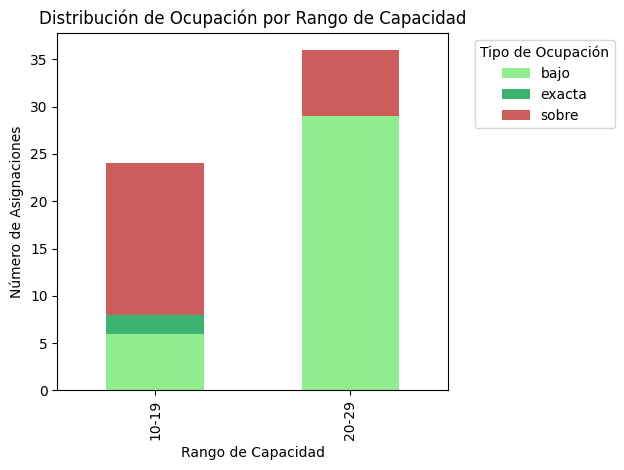 Distribución de Ocupación por Rango de Capacidad
Tipo de Ocupación
bajo
exacta
sobre
Número de Asignaciones
35
30
25
20
15
10
5
0
10-19
20-29
Rango de Capacidad